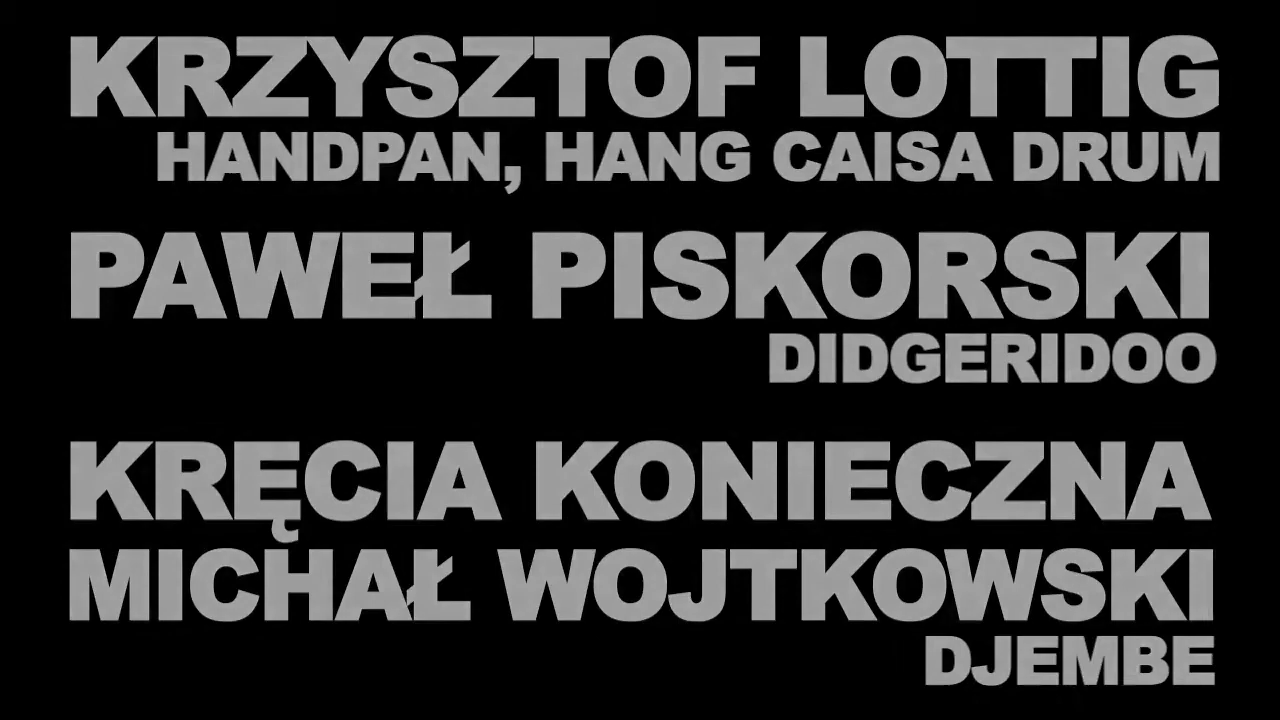 KRZYSZTOF LOTTIG
HANDPAN, HANG CAISA DRUM
PAWEŁ PISKORSKI
DIDGERIDOO
KRĘCIA KONIECZNA
MICHAŁ WOJTKOWSKI
DJEMBE